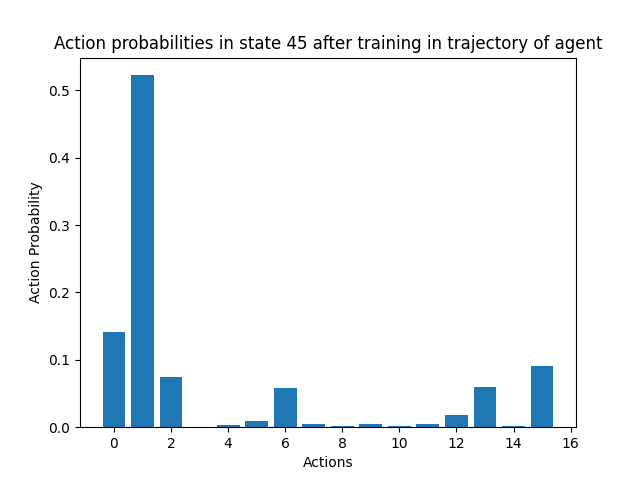 Action probabilities in state 45 after training in trajectory of agent
0.5
0.4
0.3
0.2
0.1
0.0
Action Probability
0 2 4 6 8 10 12 14 16
Actions